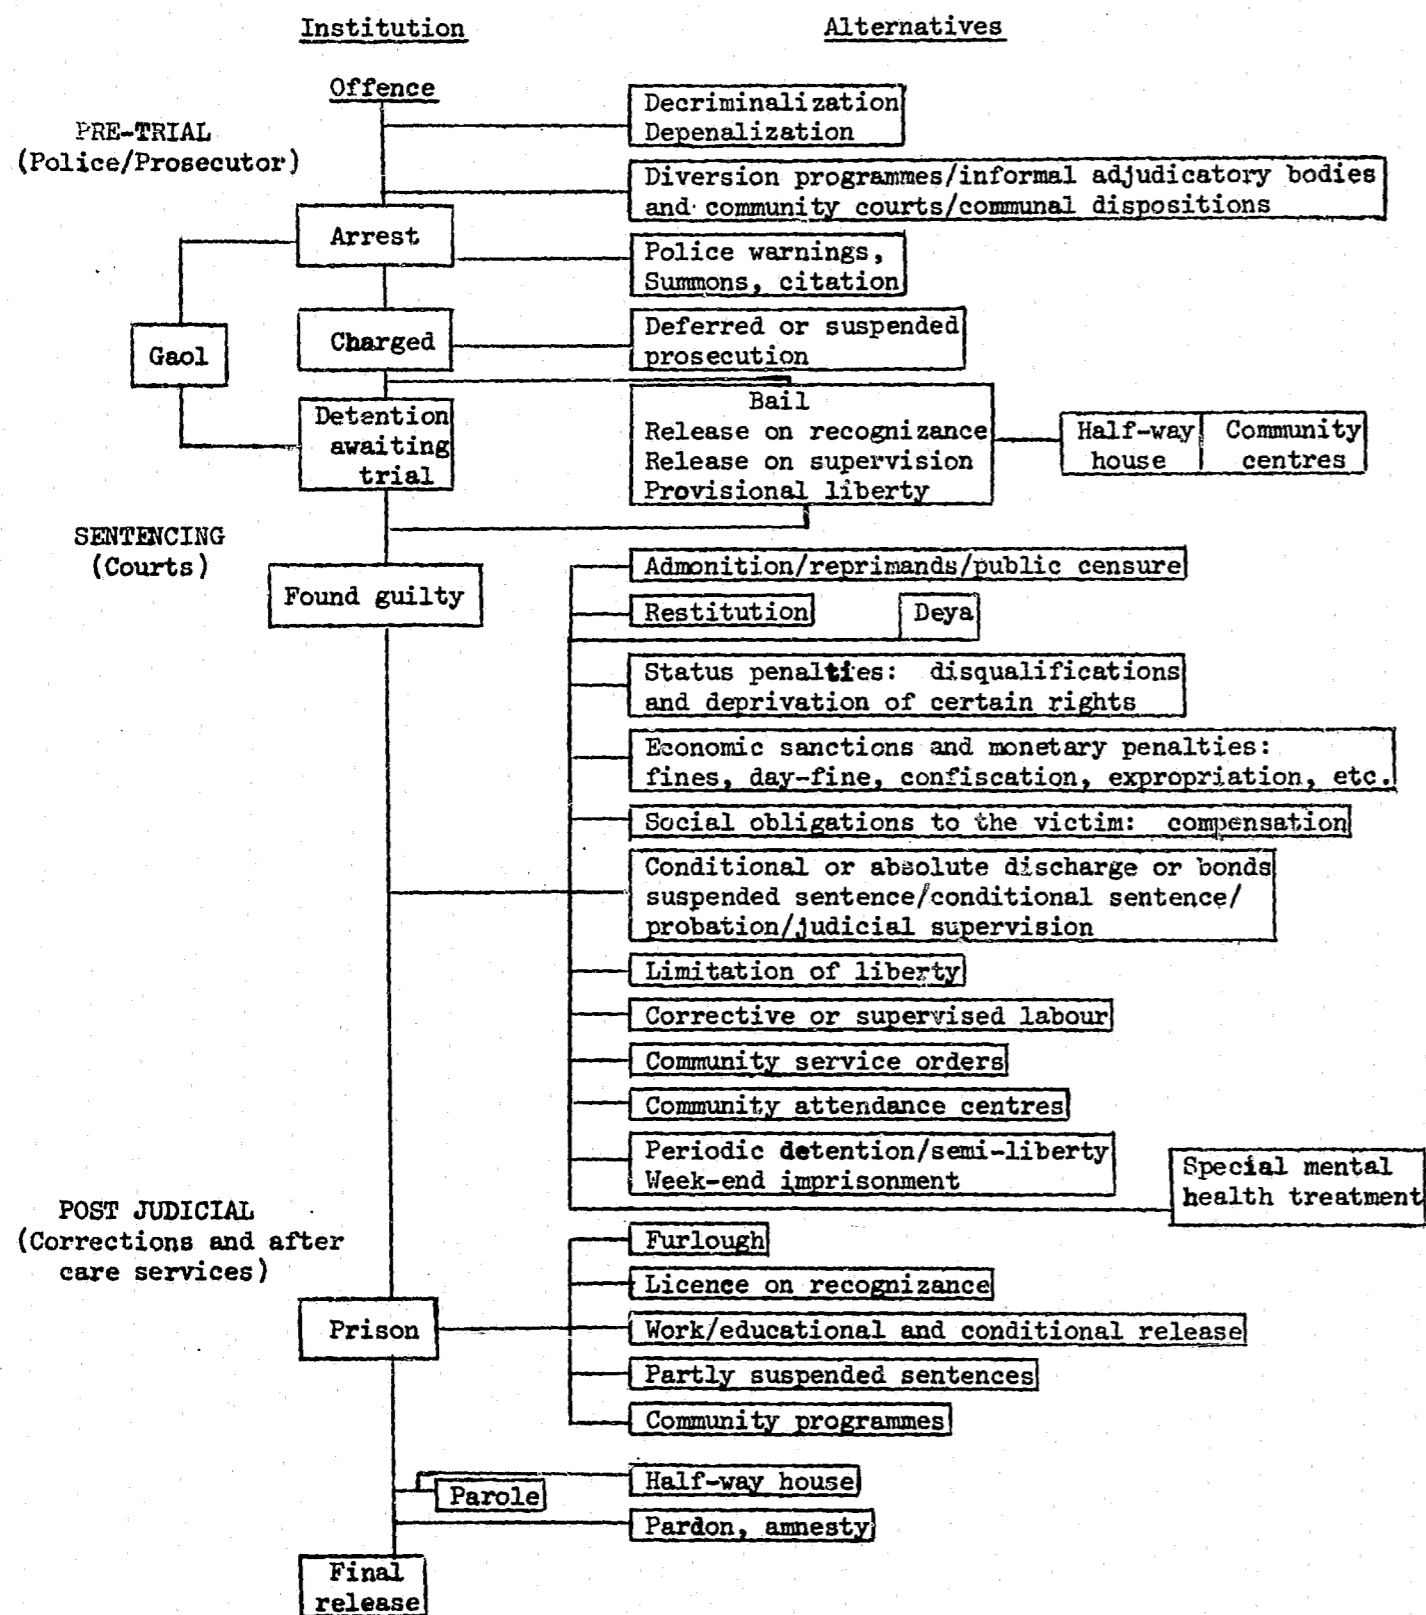 Institution
Alternatives
Offence
Decriminalization
Depenalization
PRE-TRIAL
(Police/Prosecutor)
Diversion programmes/informal adjudicatory bodies
and community courts/communal dispositions
Arrest
Police warnings,
Summons, citation
Gaol
Charged
Deferred or suspended
prosecution
Detention
awaiting
trial
Bail
Release on recognizance
Release on supervision
Provisional liberty
Half-way
house
Community
centres
SENTENCING
(Courts)
Found guilty
Admonition/reprimands/public censure
Restitution
Deya
Status penalties: disqualifications
and deprivation of certain rights
Economic sanctions and monetary penalties:
fines, day-fine, confiscation, expropriation, etc.
Social obligations to the victim: compensation
Conditional or absolute discharge or bonds
suspended sentence/conditional sentence/
probation/judicial supervision
Limitation of liberty
Corrective or supervised labour
Community service orders
Community attendance centres
Periodic detention/semi-liberty
Week-end imprisonment
Special mental
health treatment
POST JUDICIAL
(Corrections and after
care services)
Furlough
Licence on recognizance
Prison
Work/educational and conditional release
Partly suspended sentences
Community programmes
Half-way house
Parole
Pardon, amnesty
Final
release